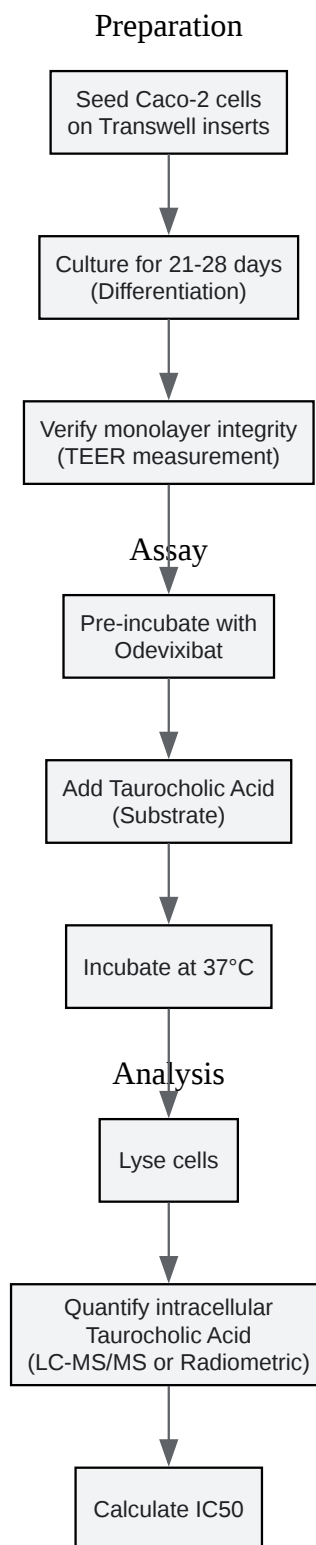 Preparation
Seed Caco-2 cells
on Transwell inserts
Culture for 21-28 days
(Differentiation)
Verify monolayer integrity
(TEER measurement)
Assay
Pre-incubate with
Odevixibat
Add Taurocholic Acid
(Substrate)
Incubate at 37°C
Analysis
Lyse cells
Quantify intracellular
Taurocholic Acid
(LC-MS/MS or Radiometric)
Calculate IC50